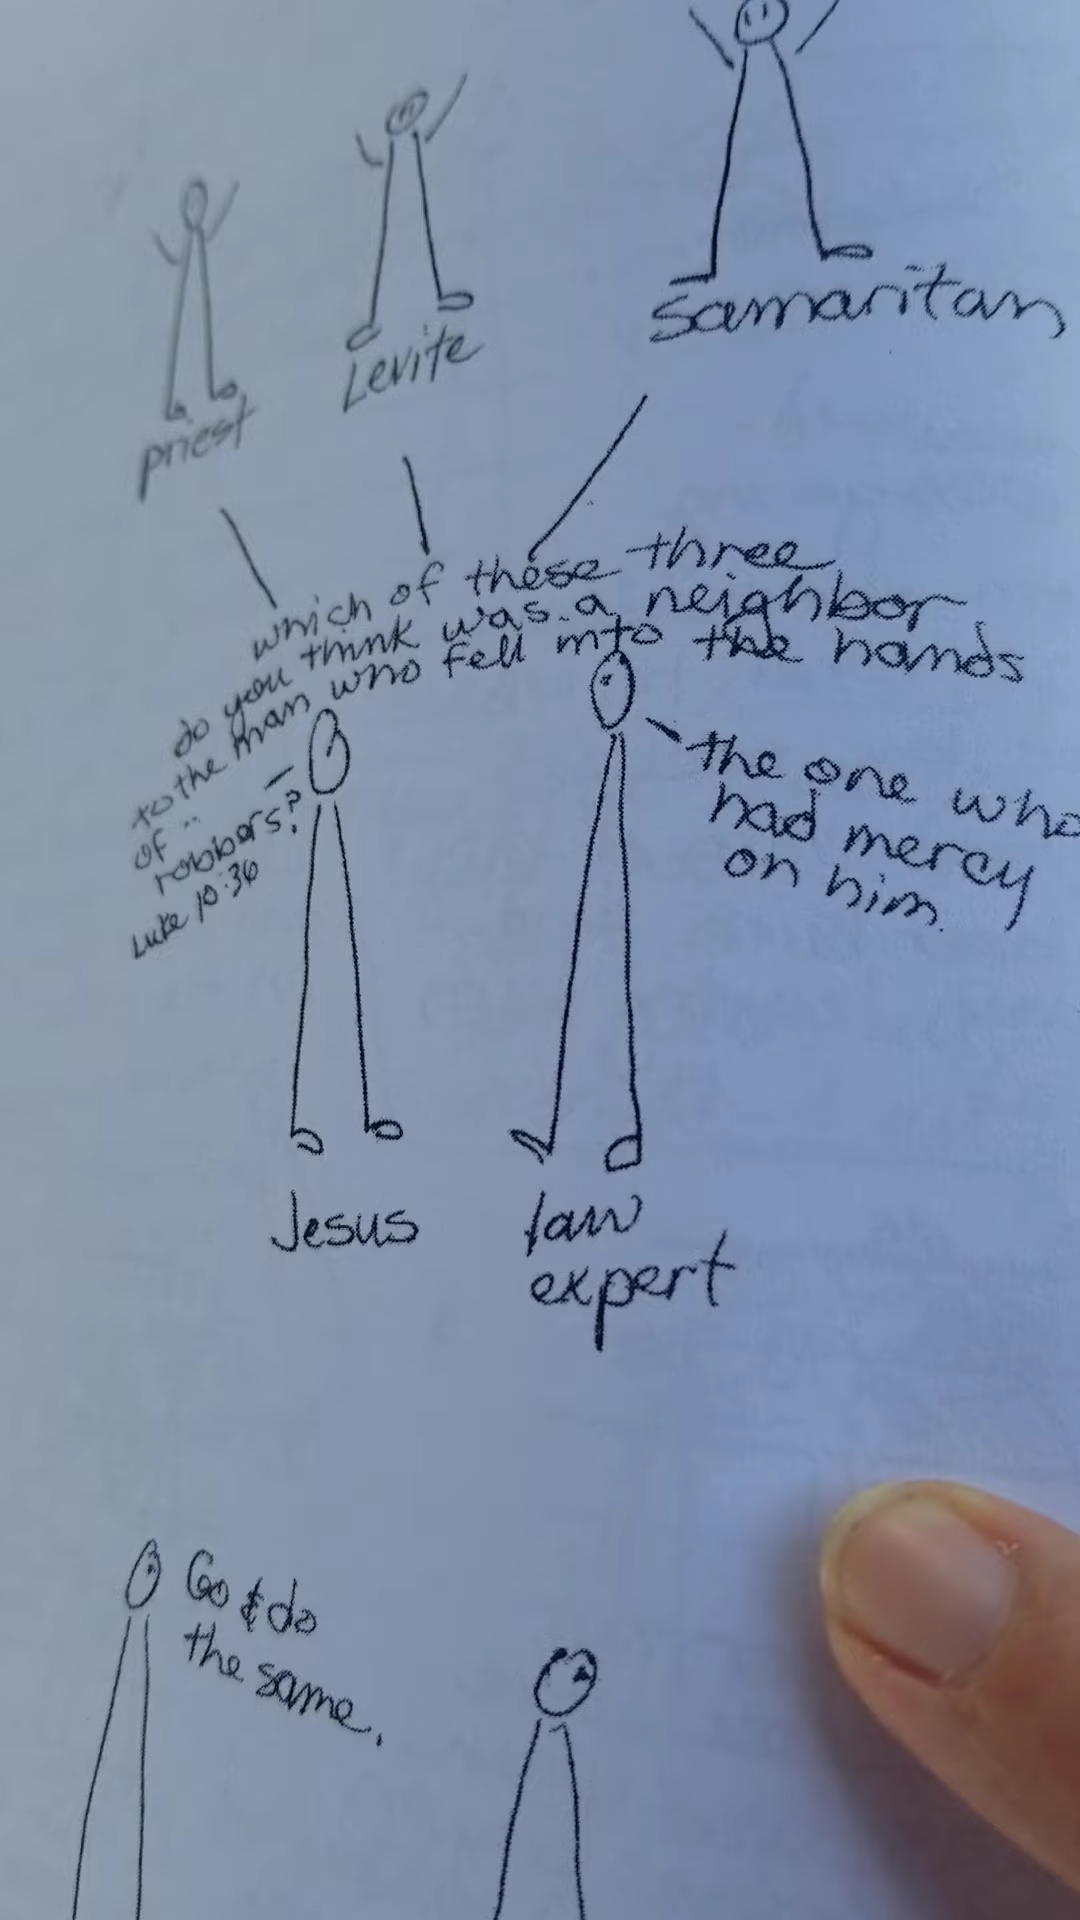 Samaritan
Levite
priest
which of these three
do you think was a neighbor
to the man who fell into the hands
of..
robbers?
Luke 10:36
the one who
had mercy
on him.
Jesus
law
expert
Go & do
the same.